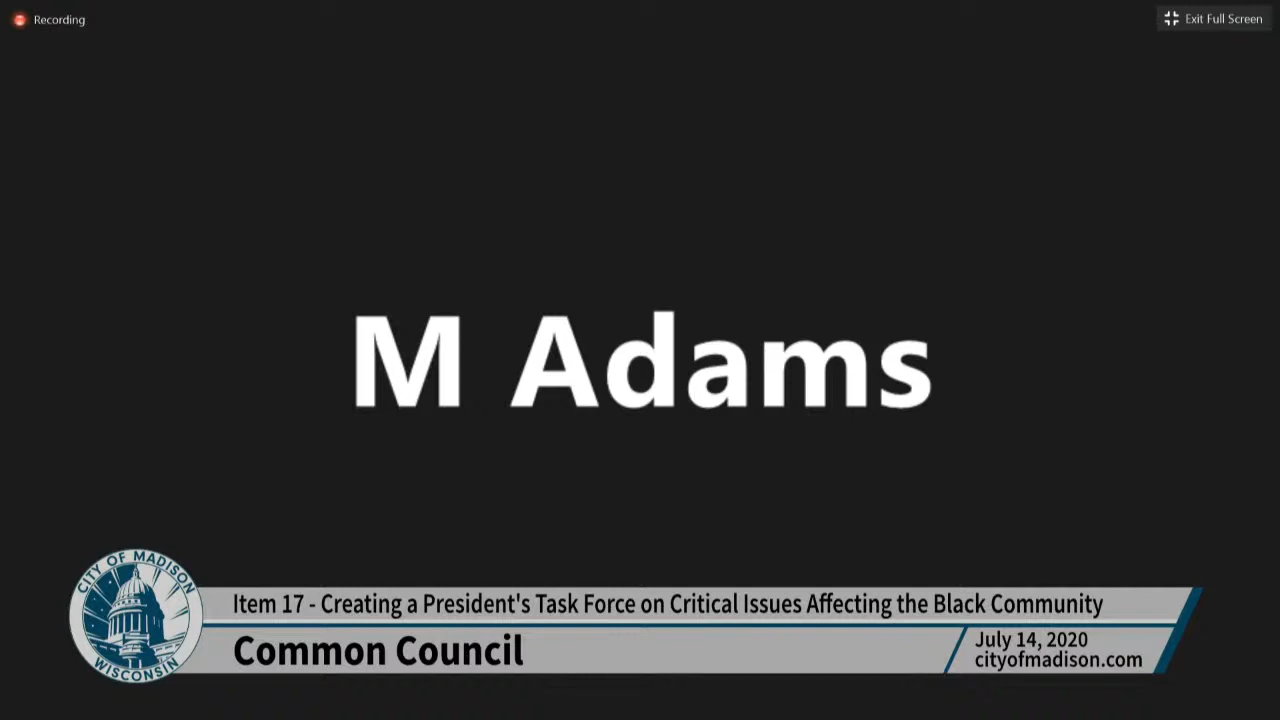 Recording
Exit Full Screen
M Adams
CITY OF MADISON
WISCONSIN
Item 17 - Creating a President's Task Force on Critical Issues Affecting the Black Community
Common Council
July 14, 2020
cityofmadison.com